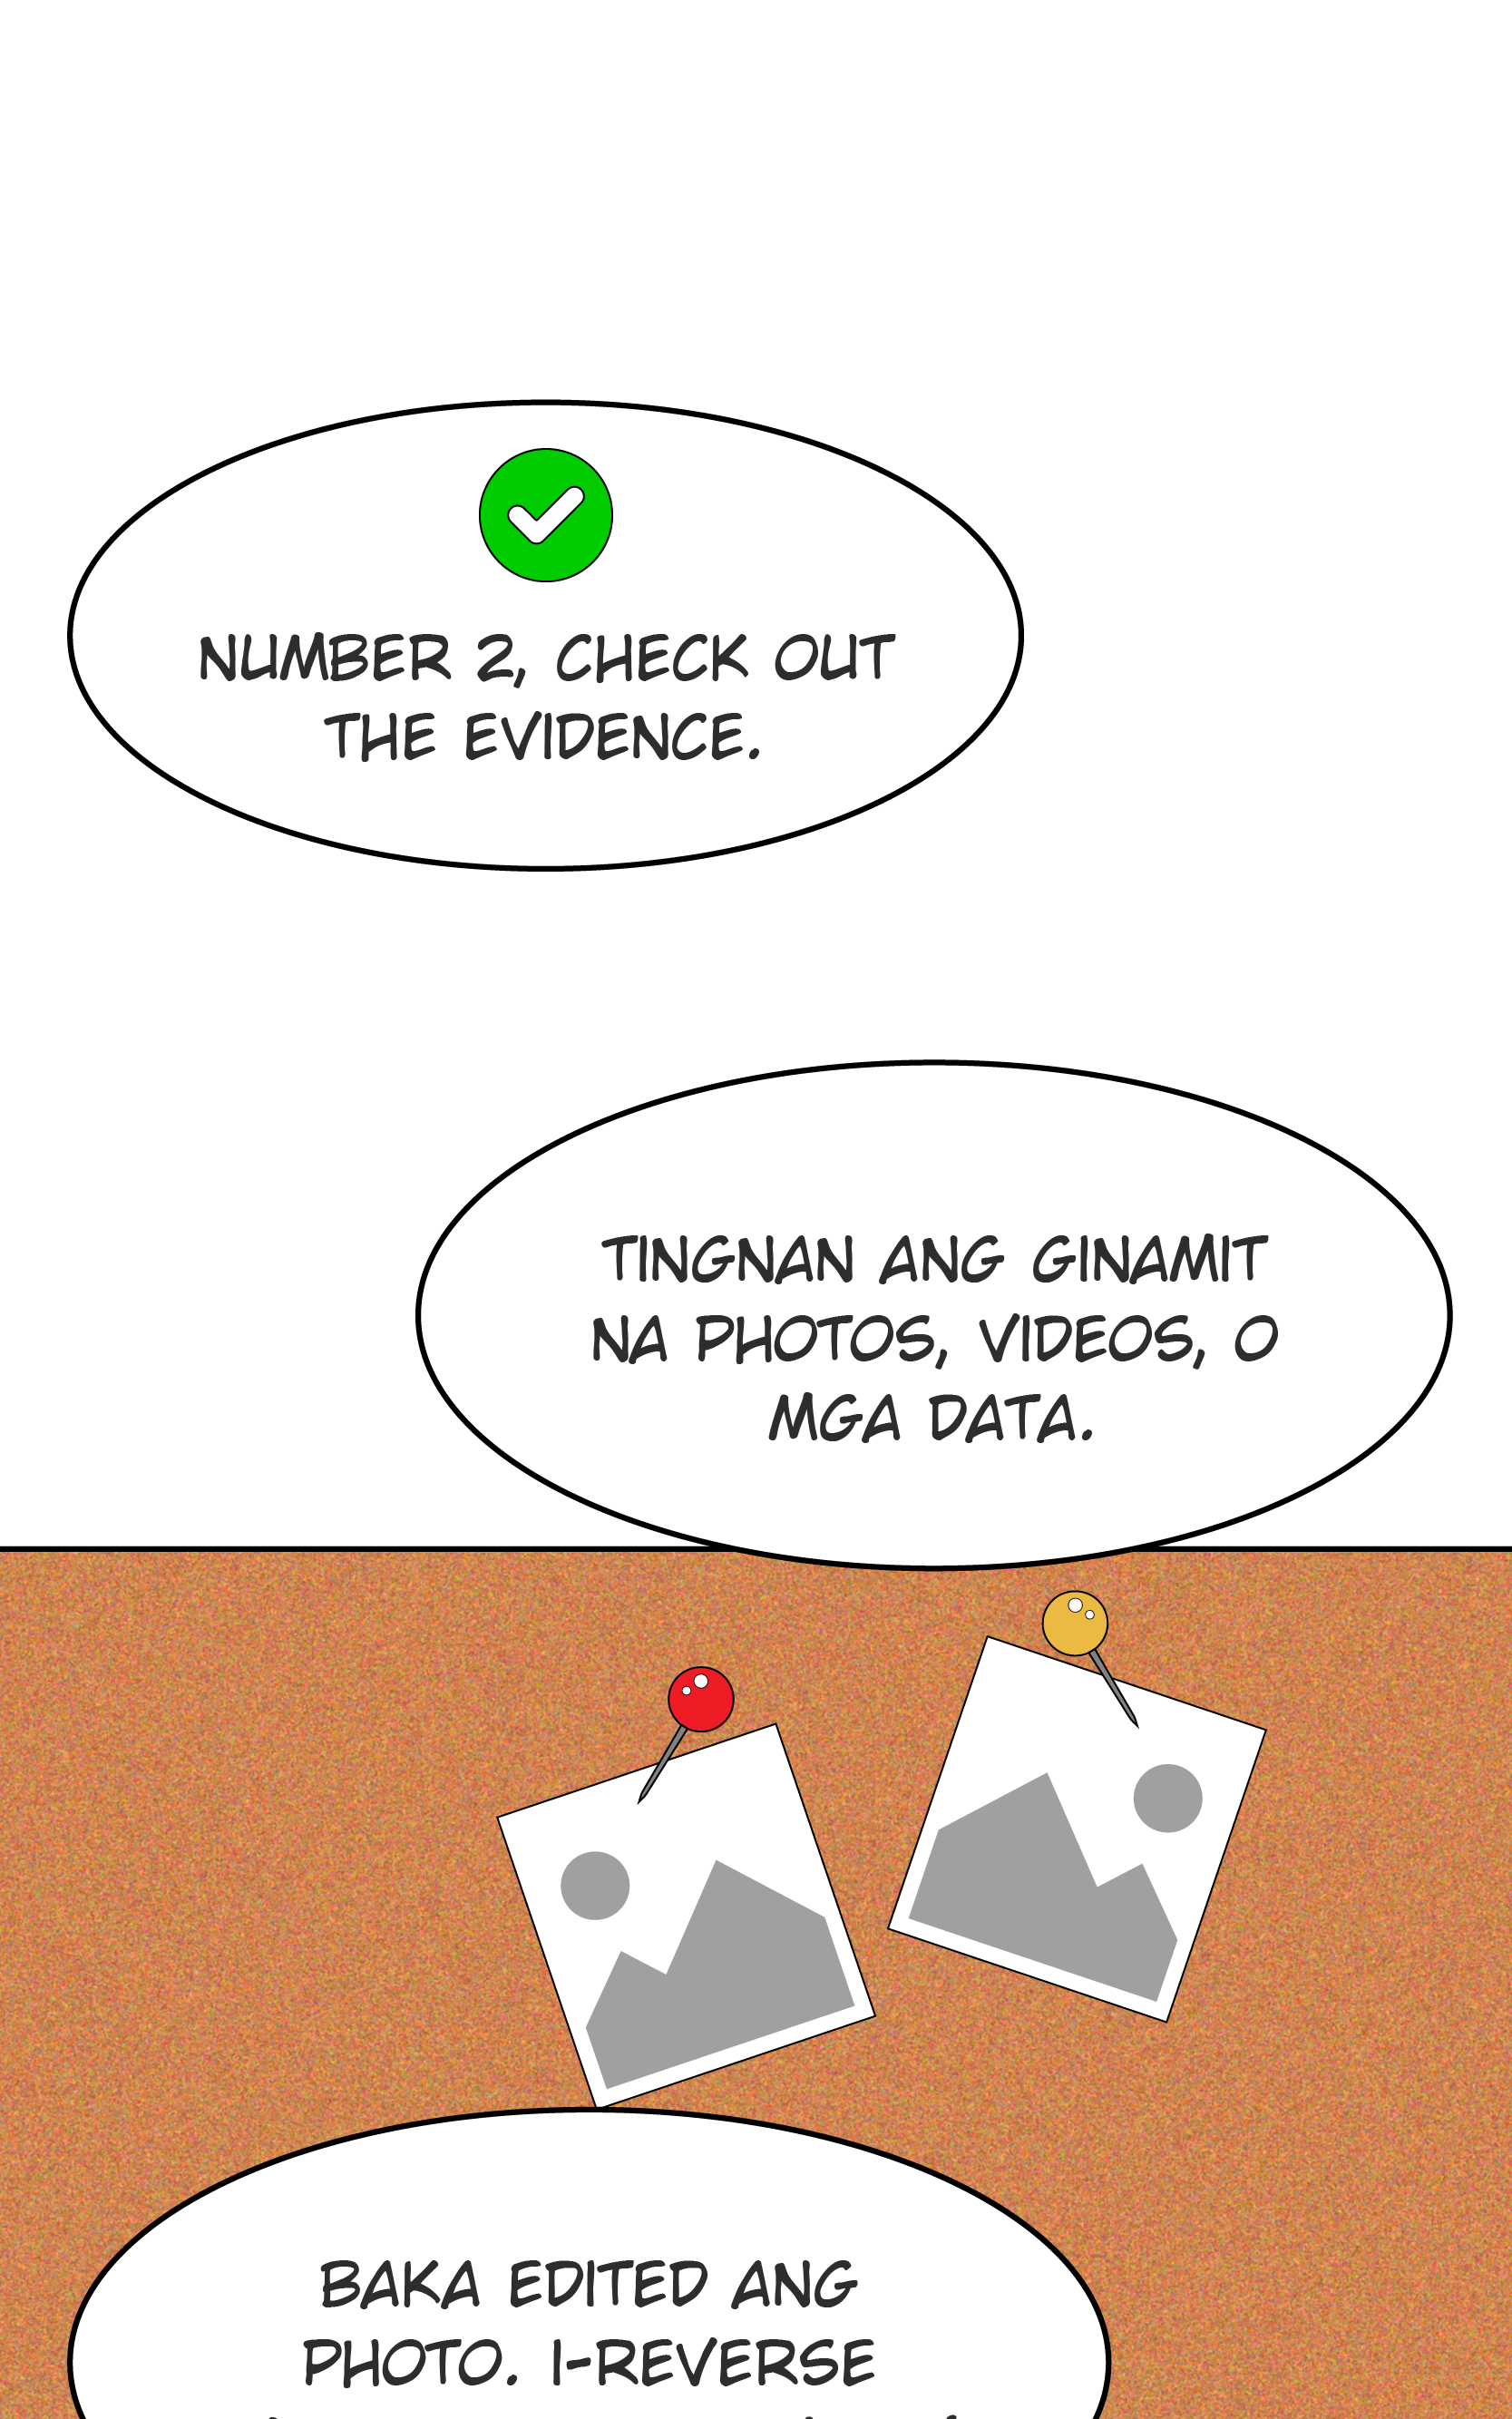 NUMBER 2, CHECK OUT
THE EVIDENCE.
TINGNAN ANG GINAMIT
NA PHOTOS, VIDEOS, O
MGA DATA.
BAKA EDITED ANG
PHOTO. I-REVERSE